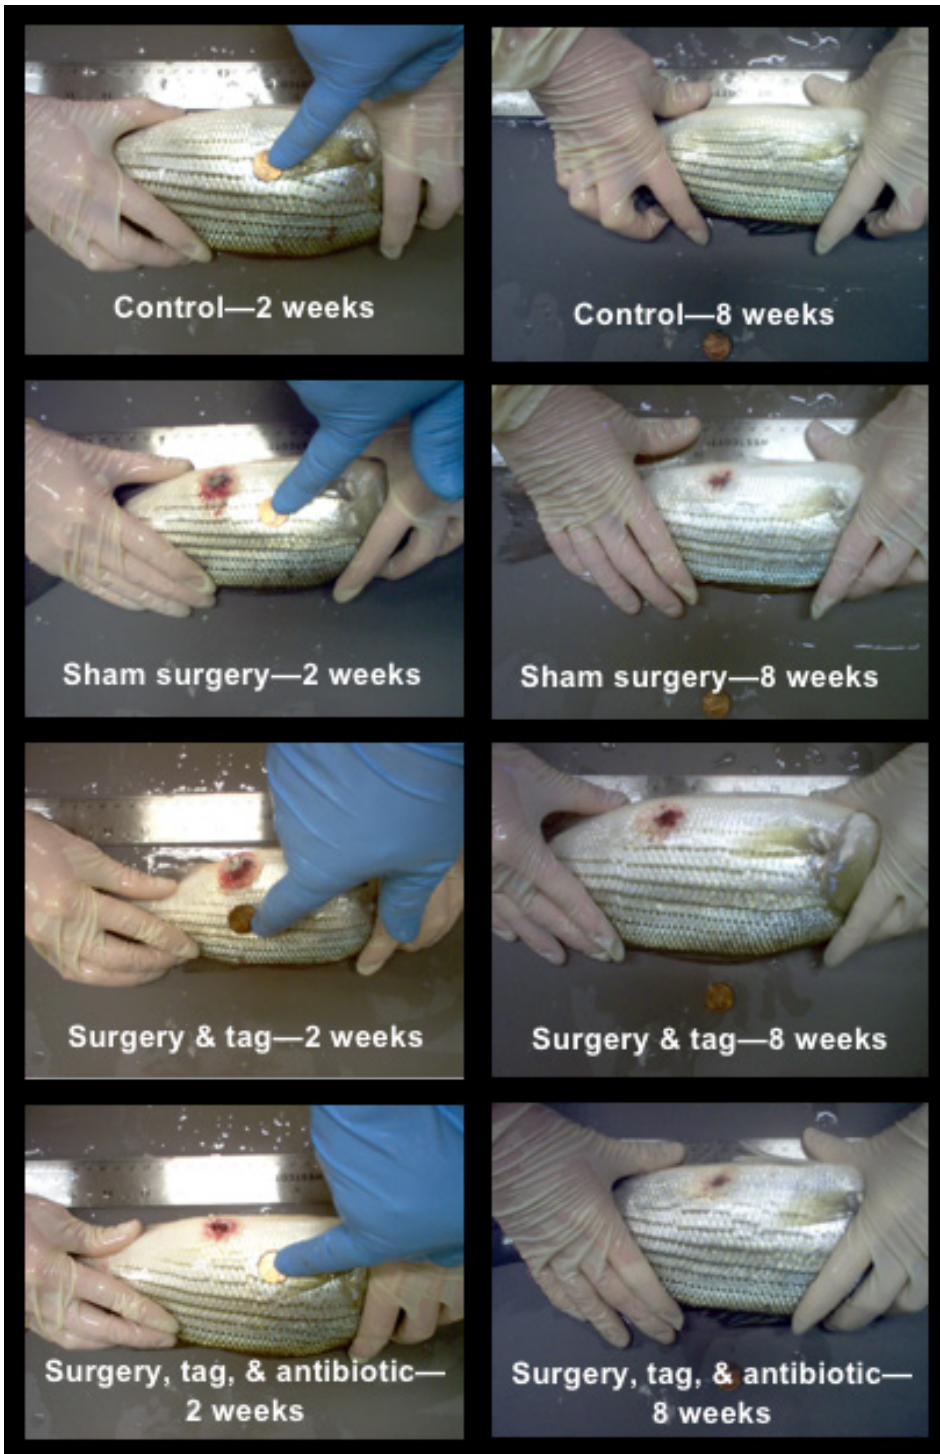 Control—2 weeks
Control—8 weeks
Sham surgery—2 weeks
Sham surgery—8 weeks
Surgery & tag—2 weeks
Surgery & tag—8 weeks
Surgery, tag, & antibiotic—
2 weeks
Surgery, tag, & antibiotic—
8 weeks